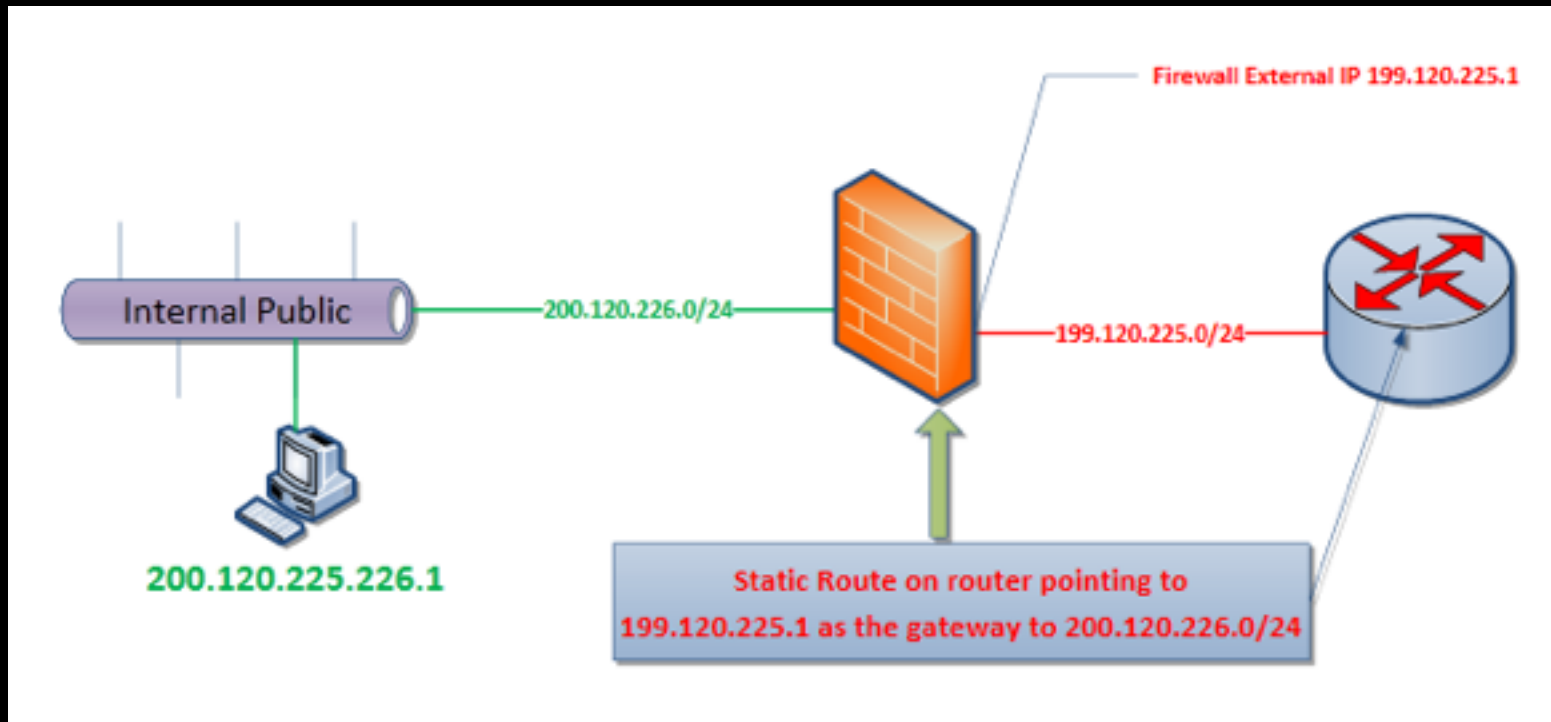 Firewall External IP 199.120.225.1
Internal Public
200.120.226.0/24
199.120.225.0/24
200.120.225.226.1
Static Route on router pointing to
199.120.225.1 as the gateway to 200.120.226.0/24